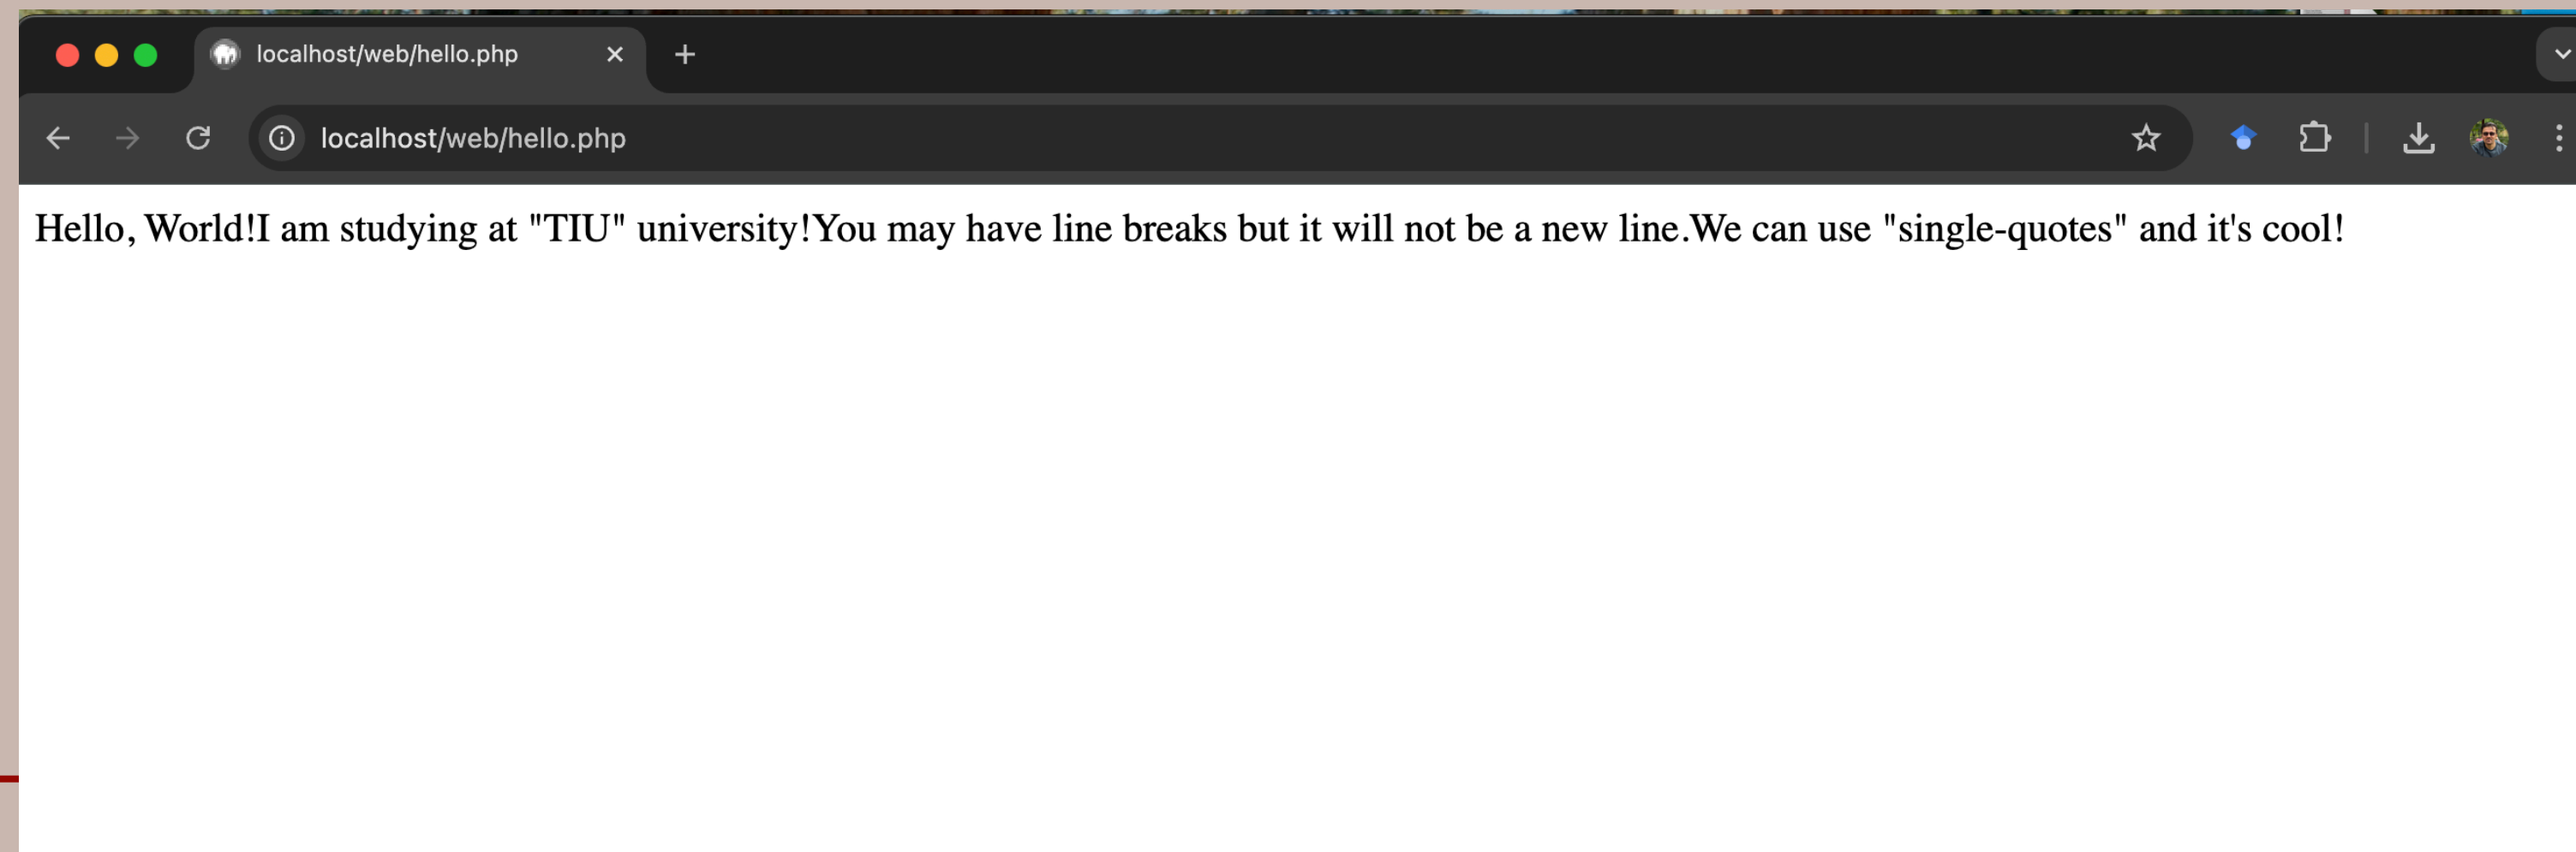 localhost/web/hello.php
localhost/web/hello.php
Hello, World!I am studying at "TIU" university!You may have line breaks but it will not be a new line.We can use "single-quotes" and it's cool!